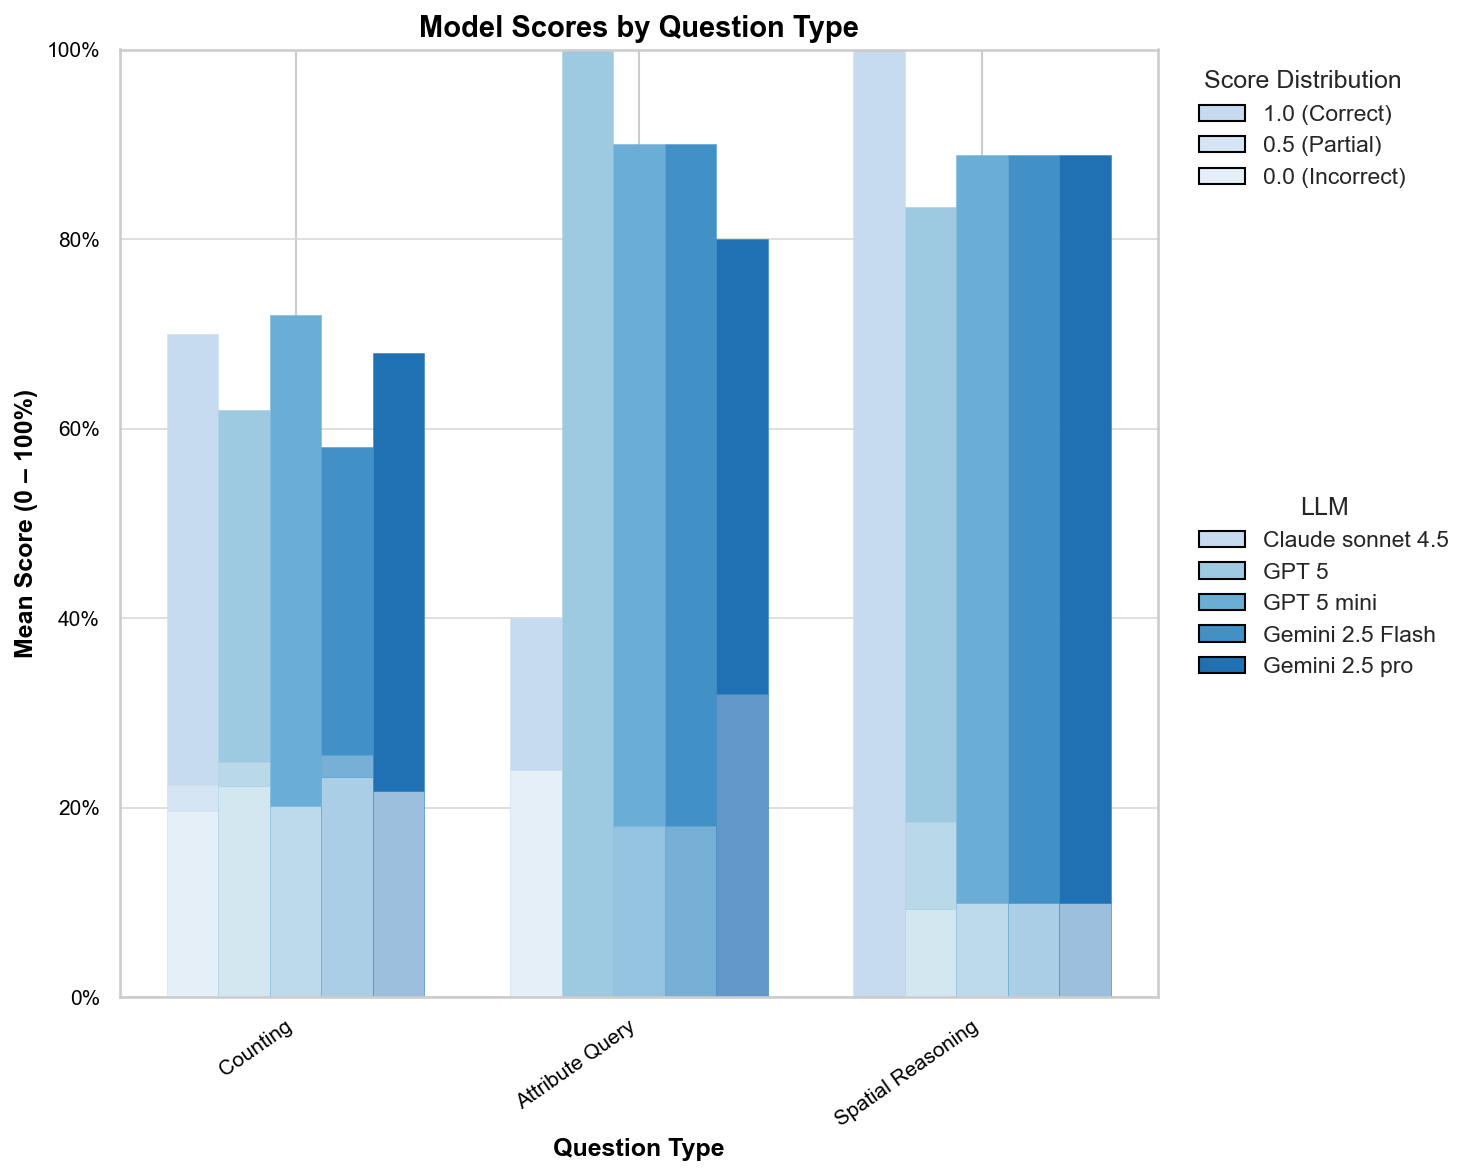 Model Scores by Question Type
Mean Score (0 – 100%)
100%
80%
60%
40%
20%
0%
Counting
Attribute Query
Spatial Reasoning
Question Type
Score Distribution
1.0 (Correct)
0.5 (Partial)
0.0 (Incorrect)
LLM
Claude sonnet 4.5
GPT 5
GPT 5 mini
Gemini 2.5 Flash
Gemini 2.5 pro